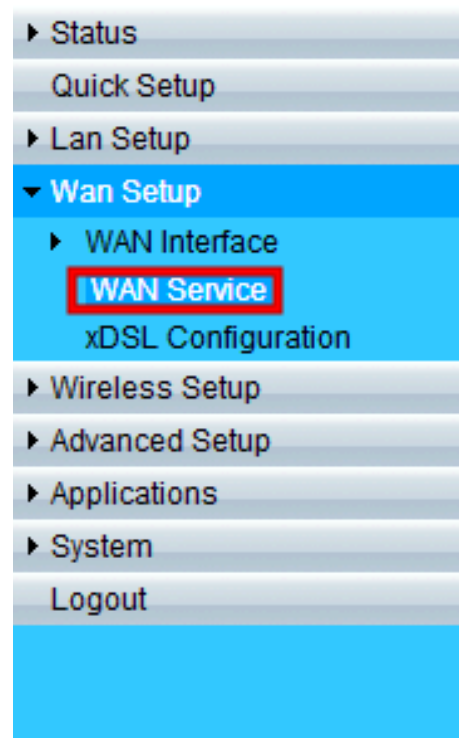 Status
Quick Setup
Lan Setup
Wan Setup
WAN Interface
WAN Service
xDSL Configuration
Wireless Setup
Advanced Setup
Applications
System
Logout